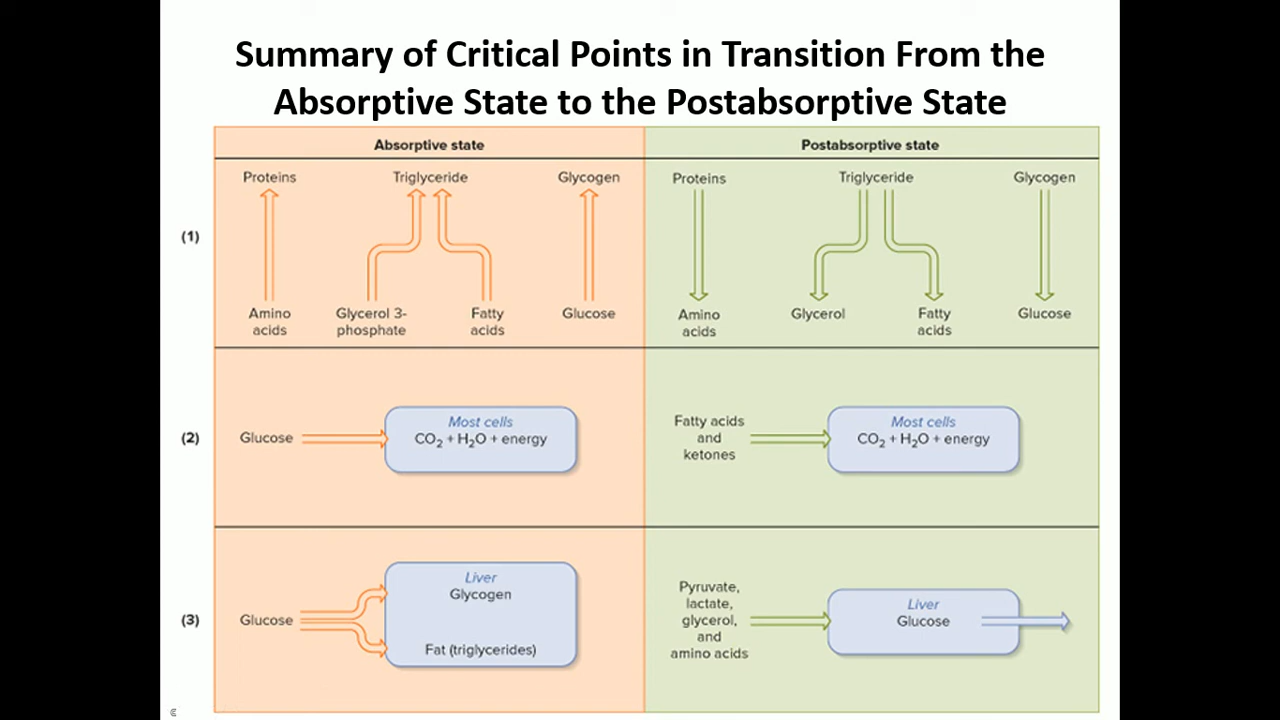 Summary of Critical Points in Transition From the
Absorptive State to the Postabsorptive State
Absorptive state
Postabsorptive state
(1)
Proteins
Triglyceride
Glycogen
Amino
acids
Glycerol 3-
phosphate
Fatty
acids
Glucose
Proteins
Triglyceride
Glycogen
Amino
acids
Glycerol
Fatty
acids
Glucose
(2)
Glucose
Most cells
CO₂ + H₂O + energy
Fatty acids
and
ketones
Most cells
CO₂ + H₂O + energy
(3)
Glucose
Liver
Glycogen
Fat (triglycerides)
Pyruvate,
lactate,
glycerol,
and
amino acids
Liver
Glucose